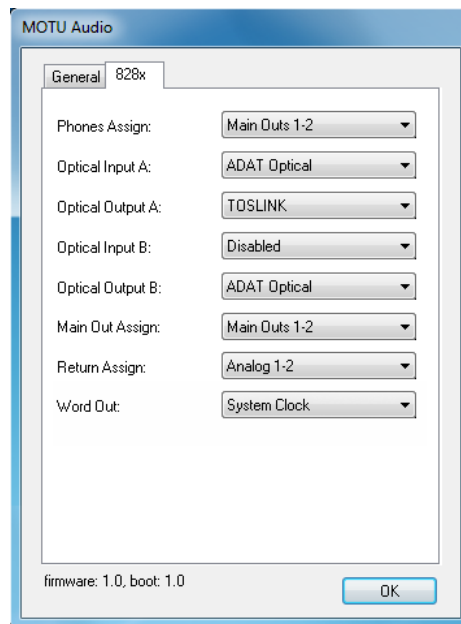 MOTU Audio
General 828x
Phones Assign: Main Outs 1-2
Optical Input A: ADAT Optical
Optical Output A: TOSLINK
Optical Input B: Disabled
Optical Output B: ADAT Optical
Main Out Assign: Main Outs 1-2
Return Assign: Analog 1-2
Word Out: System Clock
firmware: 1.0, boot: 1.0
OK